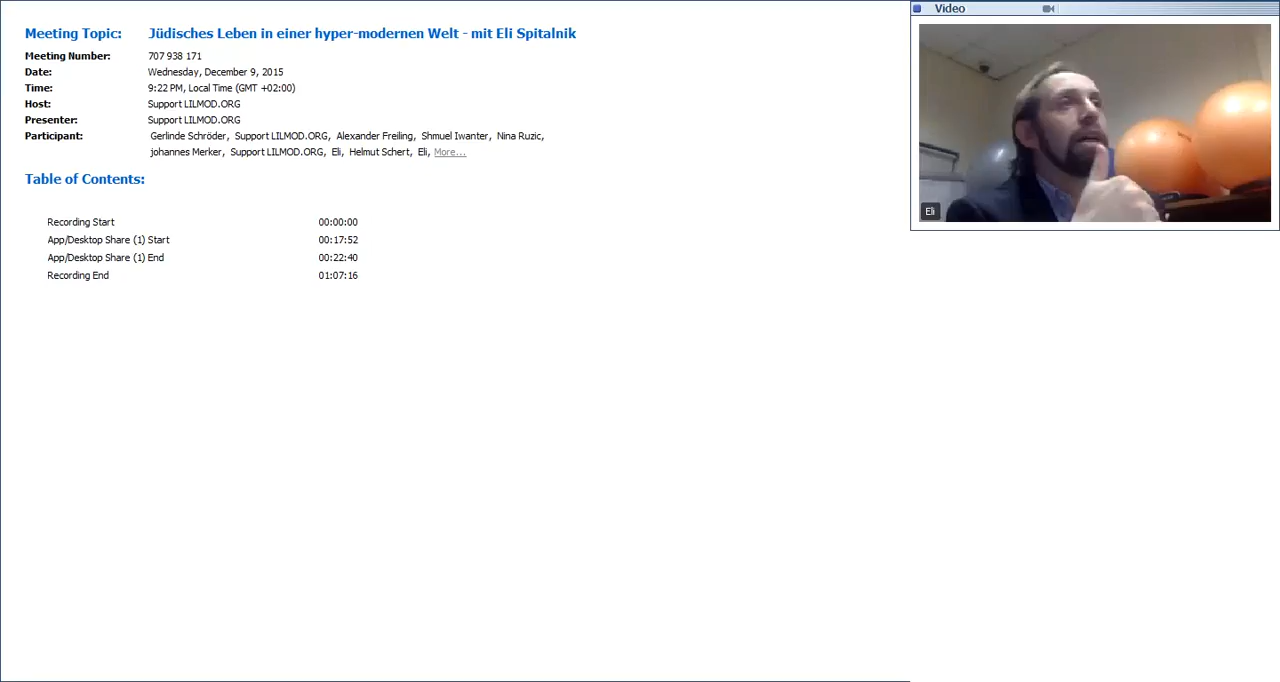 Meeting Topic: Jüdisches Leben in einer hyper-modernen Welt - mit Eli Spitalnik
Meeting Number: 707 938 171
Date: Wednesday, December 9, 2015
Time: 9:22 PM, Local Time (GMT +02:00)
Host: Support LILMOD.ORG
Presenter: Support LILMOD.ORG
Participant: Gerlinde Schröder, Support LILMOD.ORG, Alexander Freiling, Shmuel Iwanter, Nina Ruzic,
johannes Merker, Support LILMOD.ORG, Eli, Helmut Schert, Eli, More...
Table of Contents:
Recording Start 00:00:00
App/Desktop Share (1) Start 00:17:52
App/Desktop Share (1) End 00:22:40
Recording End 01:07:16
Video
Eli